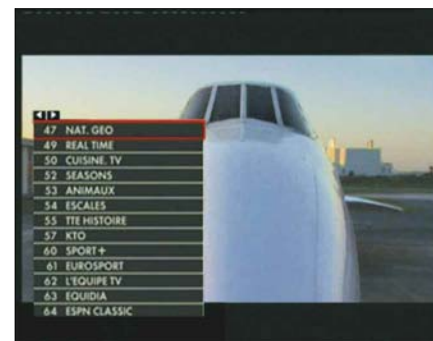 47 NAT. GEO
49 REAL TIME
50 CUISINE. TV
52 SEASONS
53 ANIMAUX
54 ESCALES
55 TTE HISTOIRE
57 KTO
60 SPORT+
61 EUROSPORT
62 L'EQUIPE TV
63 EQUIDIA
64 ESPN CLASSIC